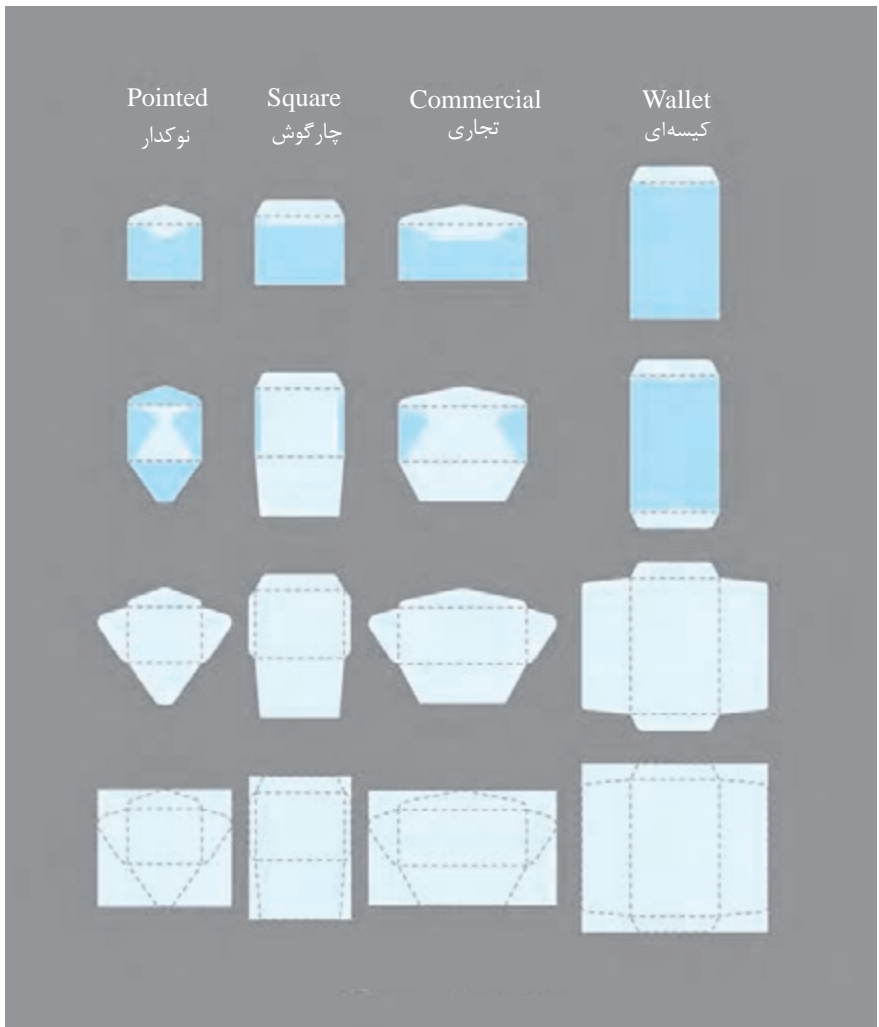 Pointed
نوکدار
Square
چارگوش
Commercial
تجاری
Wallet
کیسه‌ای